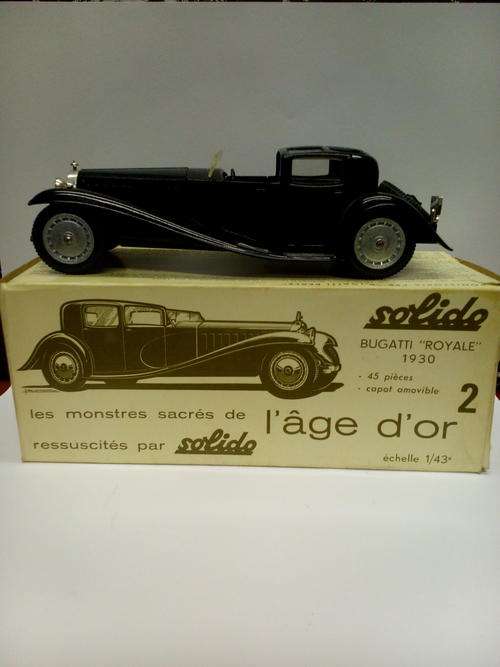 solido
BUGATTI "ROYALE"
1930
- 45 pièces
- capot amovible
2
les monstres sacrés de l'âge d'or
ressuscités par solido
échelle 1/43e